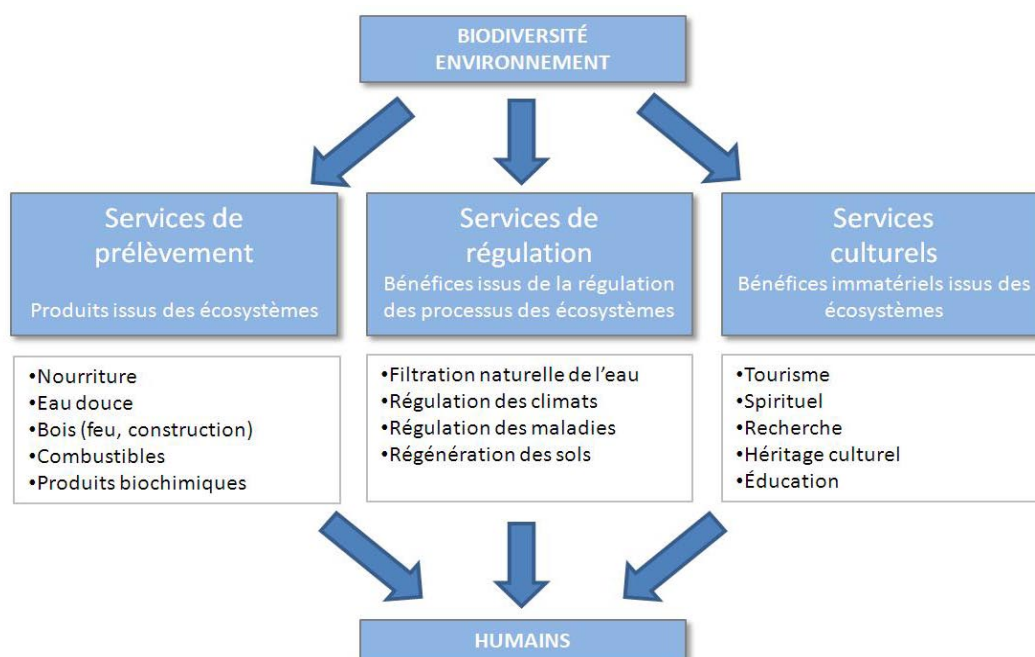 BIODIVERSITÉ
ENVIRONNEMENT
Services de
prélèvement
Produits issus des écosystèmes
Services de
régulation
Bénéfices issus de la régulation
des processus des écosystèmes
Services
culturels
Bénéfices immatériels issus des
écosystèmes
•Nourriture
•Eau douce
•Bois (feu, construction)
•Combustibles
•Produits biochimiques
•Filtration naturelle de l’eau
•Régulation des climats
•Régulation des maladies
•Régénération des sols
•Tourisme
•Spirituel
•Recherche
•Héritage culturel
•Éducation
HUMAINS